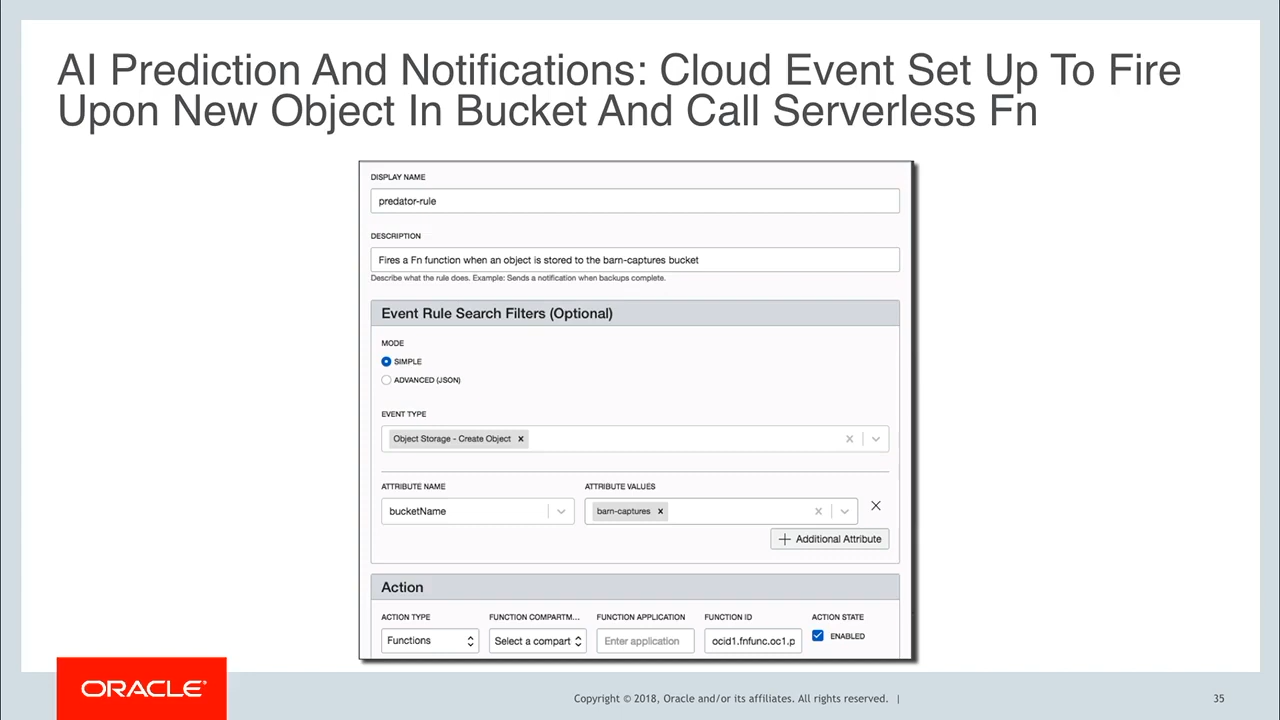 AI Prediction And Notifications: Cloud Event Set Up To Fire
Upon New Object In Bucket And Call Serverless Fn
DISPLAY NAME
predator-rule
DESCRIPTION
Fires a Fn function when an object is stored to the barn-captures bucket
Describe what the rule does. Example: Sends a notification when backups complete.
Event Rule Search Filters (Optional)
MODE
SIMPLE
ADVANCED (JSON)
EVENT TYPE
Object Storage - Create Object
ATTRIBUTE NAME ATTRIBUTE VALUES
bucketName barn-captures
Additional Attribute
Action
ACTION TYPE FUNCTION COMPARTM... FUNCTION APPLICATION FUNCTION ID ACTION STATE
Functions Select a compart Enter application ocid1.fnfunc.oc1.p ENABLED
ORACLE®
Copyright © 2018, Oracle and/or its affiliates. All rights reserved. | 35